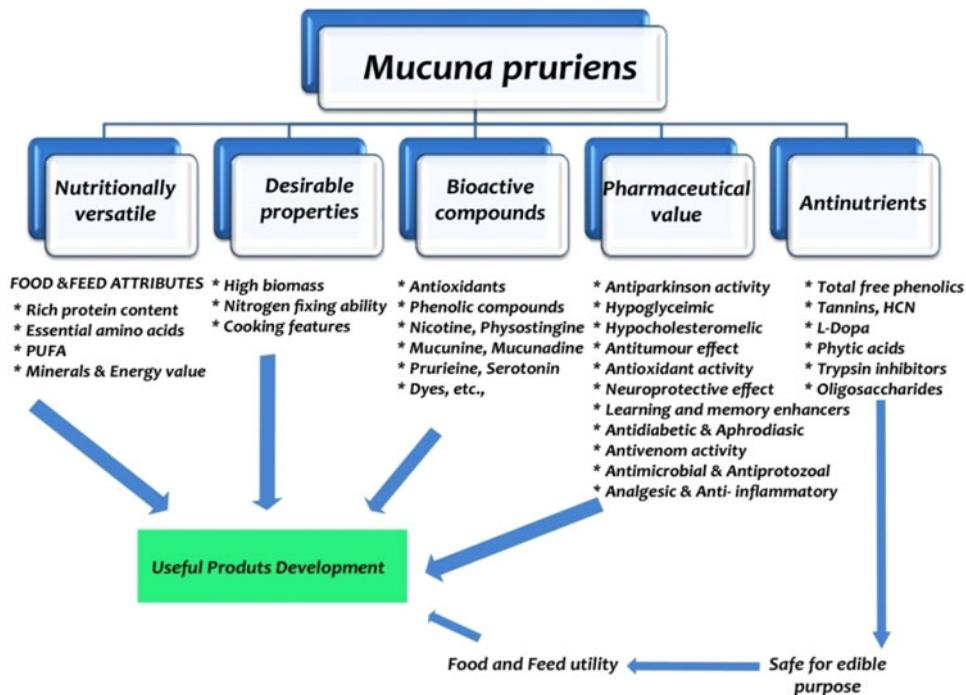 Mucuna pruriens
Nutritionally
versatile
Desirable
properties
Bioactive
compounds
Pharmaceutical
value
Antinutrients
FOOD &FEED ATTRIBUTES
* Rich protein content
* Essential amino acids
* PUFA
* Minerals & Energy value
* High biomass
* Nitrogen fixing ability
* Cooking features
* Antioxidants
* Phenolic compounds
* Nicotine, Physostingine
* Mucunine, Mucunadine
* Prurieine, Serotonin
* Dyes, etc.,
* Antiparkinson activity
* Hypoglyceimic
* Hypocholesteromelic
* Antitumour effect
* Antioxidant activity
* Neuroprotective effect
* Learning and memory enhancers
* Antidiabetic & Aphrodiasic
* Antivenom activity
* Antimicrobial & Antiprotozoal
* Analgesic & Anti- inflammatory
* Total free phenolics
* Tannins, HCN
* L-Dopa
* Phytic acids
* Trypsin inhibitors
* Oligosaccharides
Useful Produts Development
Food and Feed utility
Safe for edible
purpose